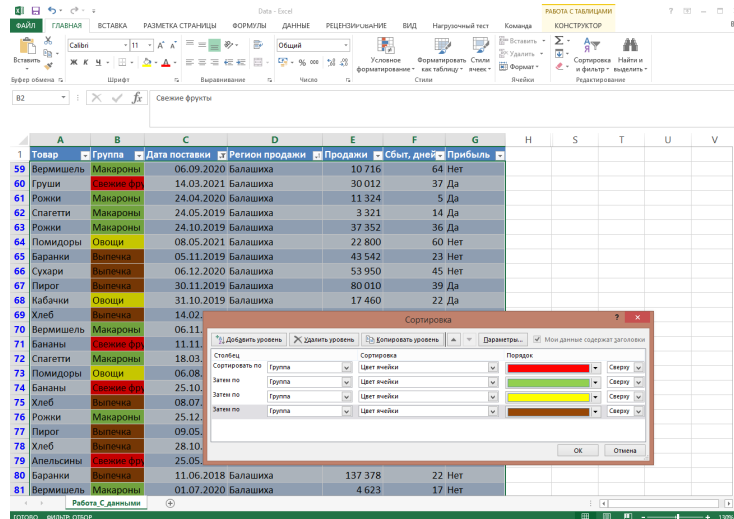 Data - Excel
РАБОТА С ТАБЛИЦАМИ
ФАЙЛ ГЛАВНАЯ ВСТАВКА РАЗМЕТКА СТРАНИЦЫ ФОРМУЛЫ ДАННЫЕ РЕЦЕНЗИРОВАНИЕ ВИД Нагрузочный тест Команда КОНСТРУКТОР
Вставить
Calibri 11
Ж К Ч
Общий
Условное форматирование
Форматировать как таблицу
Стили ячеек
Вставить
Удалить
Формат
Сортировка и фильтр
Найти и выделить
Буфер обмена Шрифт Выравнивание Число Стили Ячейки Редактирование
B2 fx Свежие фрукты
A B C D E F G H S T U V
1 Товар Группа Дата поставки Регион продажи Продажи Сбыт, дней Прибыль
59 Вермишель Макароны 06.09.2020 Балашиха 10 716 64 Нет
60 Груши Свежие фру 14.03.2021 Балашиха 30 012 37 Да
61 Рожки Макароны 24.04.2020 Балашиха 11 324 5 Да
62 Спагетти Макароны 24.05.2019 Балашиха 3 321 14 Да
63 Рожки Макароны 24.10.2019 Балашиха 37 352 36 Да
64 Помидоры Овощи 08.05.2021 Балашиха 22 800 60 Нет
65 Баранки Выпечка 05.11.2019 Балашиха 43 542 23 Нет
66 Сухари Выпечка 06.12.2020 Балашиха 53 950 45 Нет
67 Пирог Выпечка 30.11.2019 Балашиха 80 010 39 Да
68 Кабачки Овощи 31.10.2019 Балашиха 17 460 22 Да
69 Хлеб Выпечка 14.02.
70 Вермишель Макароны 06.11.
71 Бананы Свежие фру 11.11.
72 Спагетти Макароны 18.03.
73 Помидоры Овощи 06.08.
74 Бананы Свежие фру 25.10.
75 Хлеб Выпечка 08.07.
76 Рожки Макароны 25.12.
77 Пирог Выпечка 09.05.
78 Хлеб Выпечка 28.10.
79 Апельсины Свежие фру 25.05.
80 Баранки Выпечка 11.06.2018 Балашиха 137 378 22 Нет
81 Вермишель Макароны 01.07.2020 Балашиха 4 623 17 Нет
Сортировка
Добавить уровень Удалить уровень Копировать уровень Параметры... Мои данные содержат заголовки
Столбец Сортировка Порядок
Сортировать по Группа Цвет ячейки Сверху
Затем по Группа Цвет ячейки Сверху
Затем по Группа Цвет ячейки Сверху
Затем по Группа Цвет ячейки Сверху
ОК Отмена
Работа_С_данными
ГОТОВО ФИЛЬТР: ОТБОР 130%